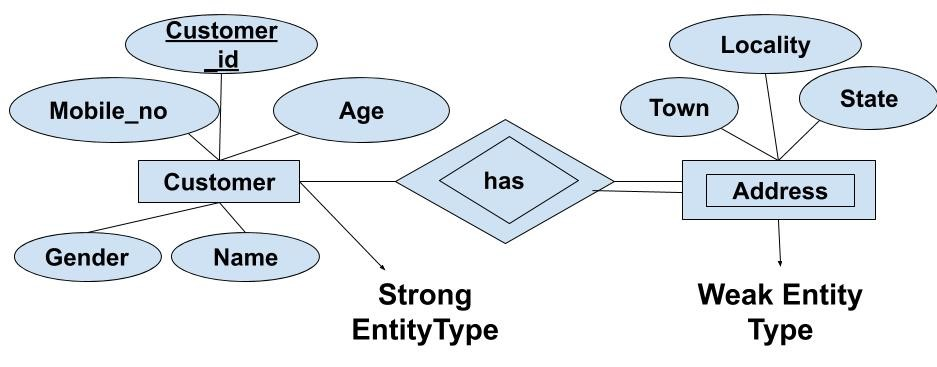 Customer
_id
Locality
Mobile_no
Age
Town
State
Customer
has
Address
Gender
Name
Strong
EntityType
Weak Entity
Type